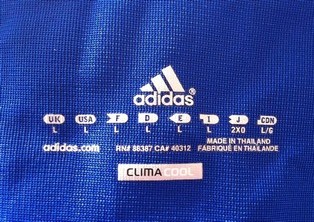 adidas
UK USA F D E I J CDN
L L L L L L 2XO L/G
adidas.com RN# 88387 CA# 40312 MADE IN THAILAND
FABRIQUÉ EN THAÏLANDE
CLIMACOOL